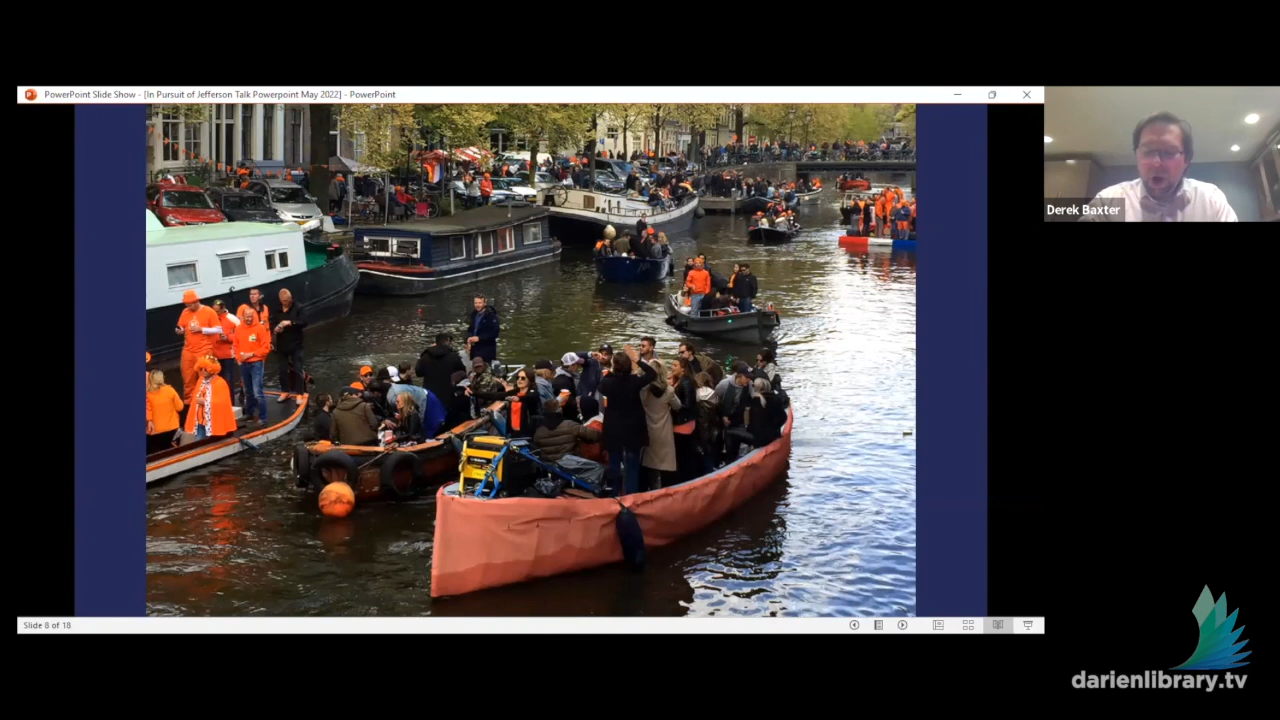 PowerPoint Slide Show - [In Pursuit of Jefferson Talk Powerpoint May 2022] - PowerPoint
Derek Baxter
Slide 8 of 18
darienlibrary.tv